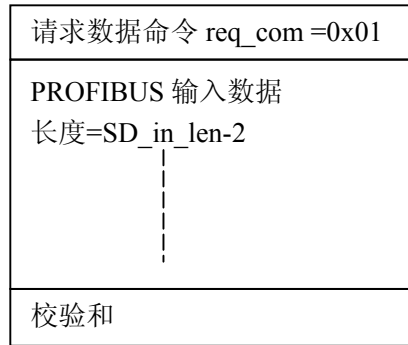 请求数据命令 req_com =0x01
PROFIBUS 输入数据
长度=SD_in_len-2
校验和